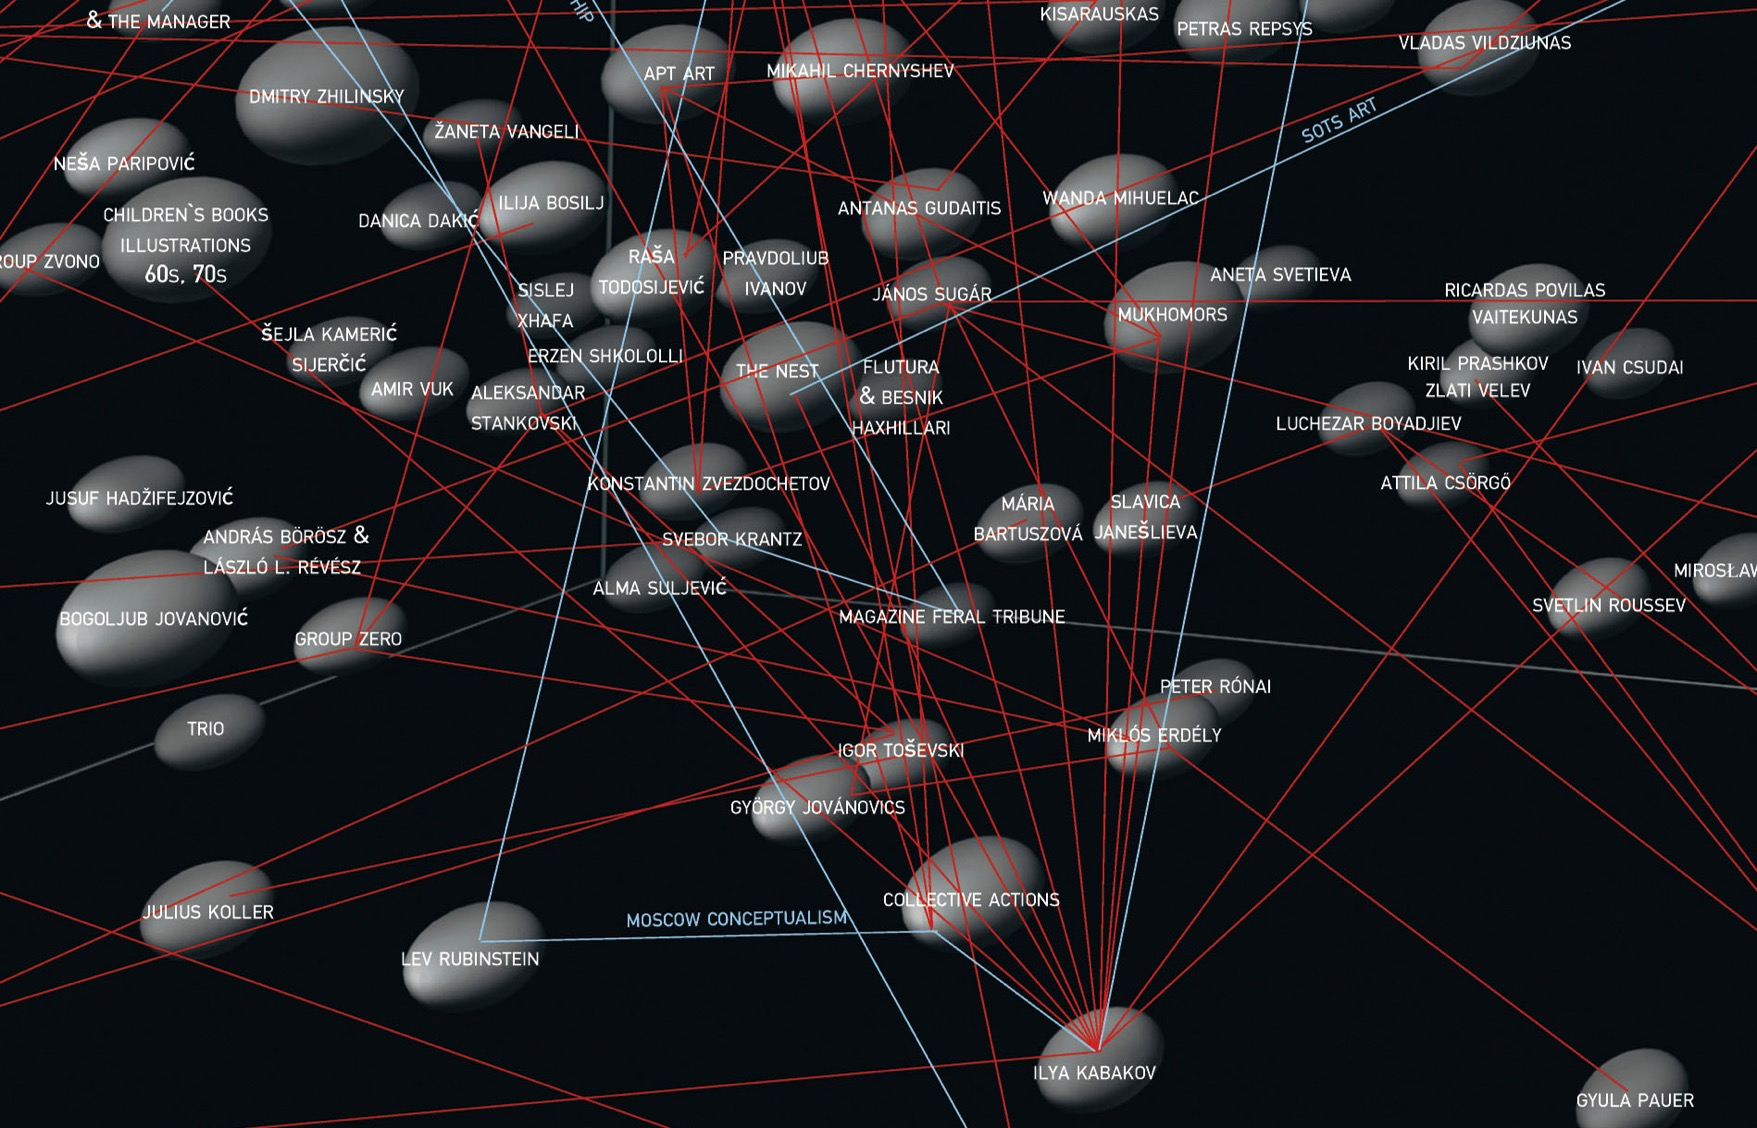 & THE MANAGER
HIP
KISARAUSKAS
PETRAS REPSYS
VLADAS VILDZIUNAS
DMITRY ZHILINSKY
APT ART
MIKAHIL CHERNYSHEV
SOTS ART
ŽANETA VANGELI
NEŠA PARIPOVIĆ
CHILDREN`S BOOKS
ILLUSTRATIONS
60S, 70S
DANICA DAKIĆ
ILIJA BOSILJ
ANTANAS GUDAITIS
WANDA MIHUELAC
ROUP ZVONO
RAŠA
TODOSIJEVIĆ
PRAVDOLIUB
IVANOV
SISLEJ
XHAFA
JÁNOS SUGÁR
ANETA SVETIEVA
MUKHOMORS
RICARDAS POVILAS
VAITEKUNAS
ŠEJLA KAMERIĆ
SIJERČIĆ
ERZEN SHKOLOLLI
AMIR VUK
ALEKSANDAR
STANKOVSKI
THE NEST
FLUTURA
& BESNIK
HAXHILLARI
KIRIL PRASHKOV
ZLATI VELEV
IVAN CSUDAI
LUCHEZAR BOYADJIEV
ATTILA CSÖRGŐ
JUSUF HADŽIFEJZOVIĆ
KONSTANTIN ZVEZDOCHETOV
MÁRIA
BARTUSZOVÁ
SLAVICA
JANEŠLIEVA
ANDRÁS BÖRÖSZ &
LÁSZLÓ L. RÉVÉSZ
SVEBOR KRANTZ
ALMA SULJEVIĆ
MIROSŁAW
SVETLIN ROUSSEV
BOGOLJUB JOVANOVIĆ
GROUP ZERO
MAGAZINE FERAL TRIBUNE
PETER RÓNAI
TRIO
MIKLÓS ERDÉLY
IGOR TOŠEVSKI
GYÖRGY JOVÁNOVICS
JULIUS KOLLER
COLLECTIVE ACTIONS
MOSCOW CONCEPTUALISM
LEV RUBINSTEIN
ILYA KABAKOV
GYULA PAUER